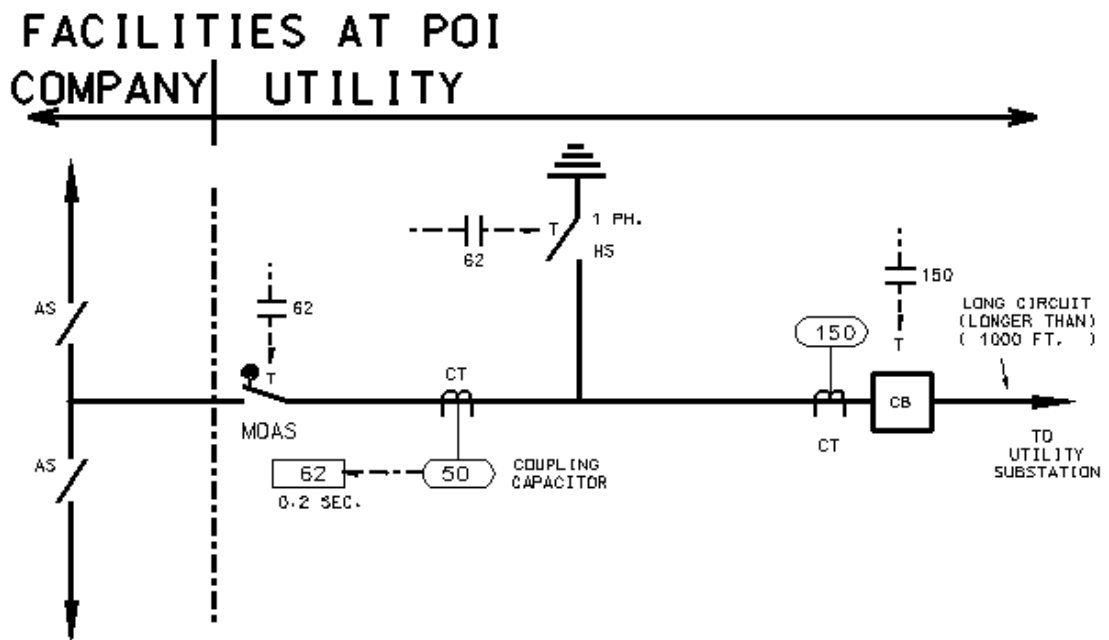 FACILITIES AT POI
COMPANY UTILITY
T
1 PH.
62
HS
150
AS
62
LONG CIRCUIT
(LONGER THAN)
( 1000 FT. )
150
T
T
CT
CB
MOAS
CT
TO
UTILITY
SUBSTATION
AS
62
50
COUPLING
CAPACITOR
0.2 SEC.